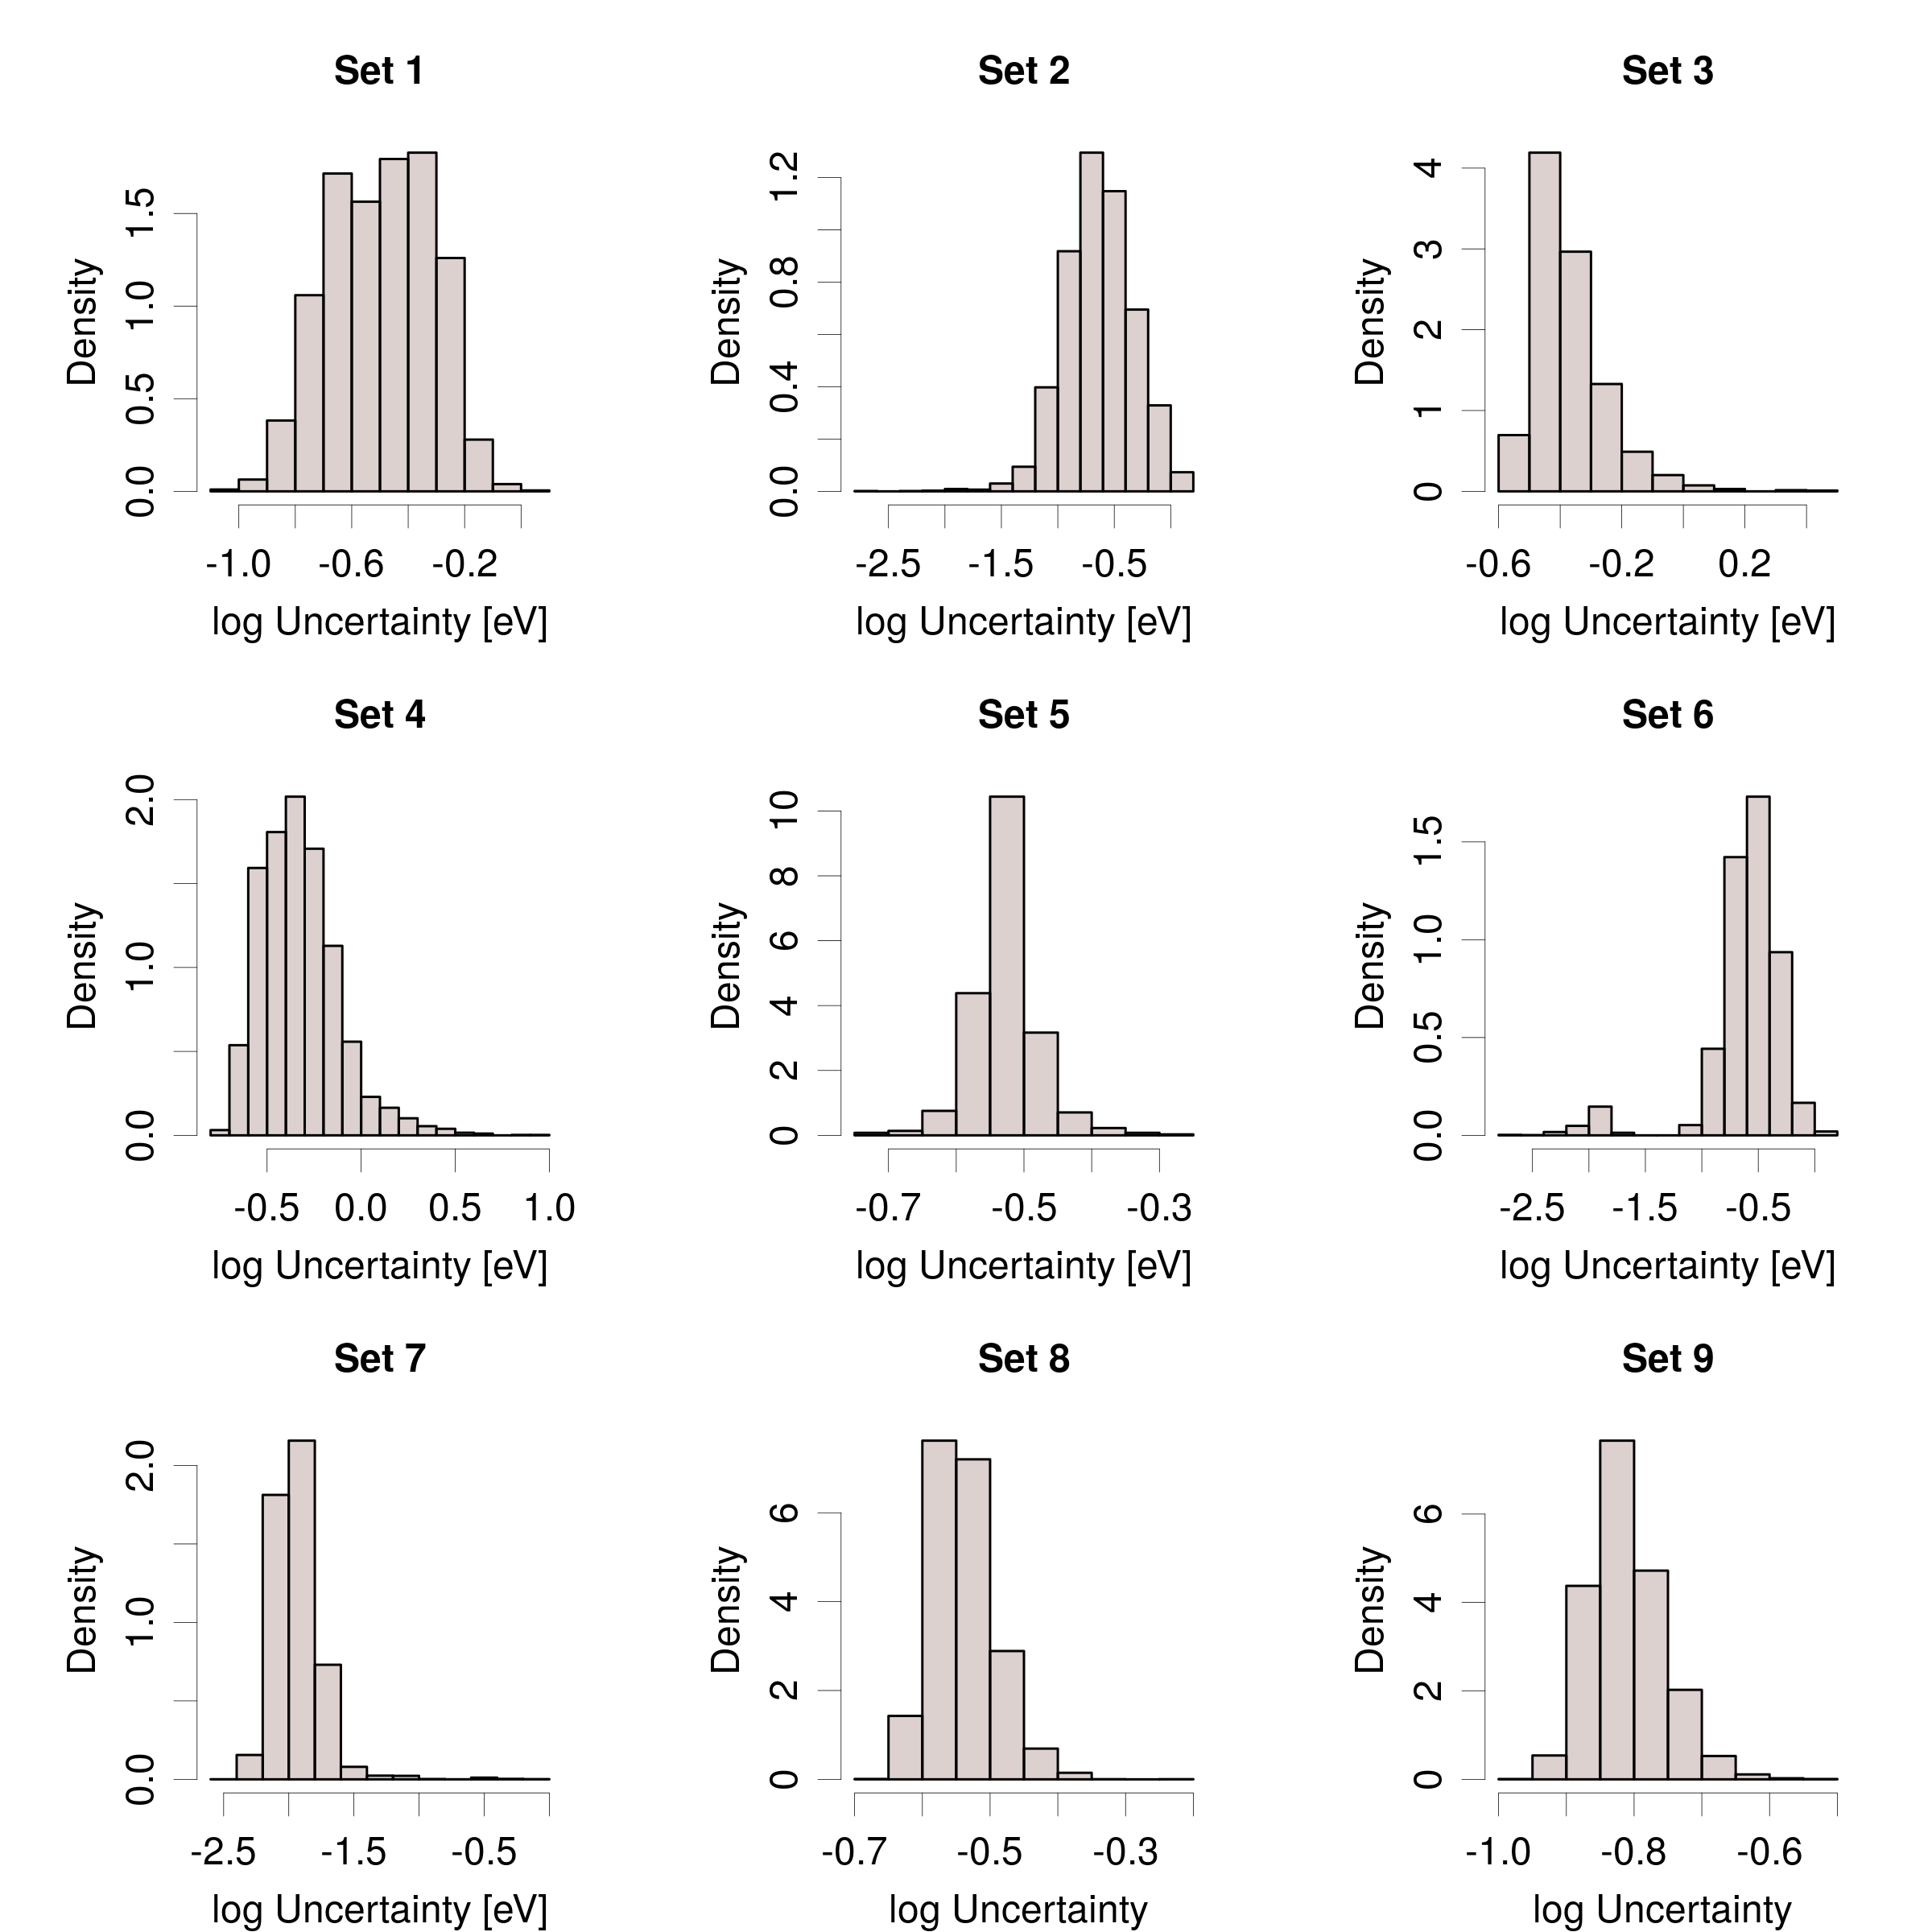 Set 1
Density
0.0 0.5 1.0 1.5
-1.0 -0.6 -0.2
log Uncertainty [eV]
Set 2
Density
0.0 0.4 0.8 1.2
-2.5 -1.5 -0.5
log Uncertainty [eV]
Set 3
Density
0 1 2 3 4
-0.6 -0.2 0.2
log Uncertainty [eV]
Set 4
Density
0.0 1.0 2.0
-0.5 0.0 0.5 1.0
log Uncertainty [eV]
Set 5
Density
0 2 4 6 8 10
-0.7 -0.5 -0.3
log Uncertainty [eV]
Set 6
Density
0.0 0.5 1.0 1.5
-2.5 -1.5 -0.5
log Uncertainty [eV]
Set 7
Density
0.0 1.0 2.0
-2.5 -1.5 -0.5
log Uncertainty [eV]
Set 8
Density
0 2 4 6
-0.7 -0.5 -0.3
log Uncertainty
Set 9
Density
0 2 4 6
-1.0 -0.8 -0.6
log Uncertainty